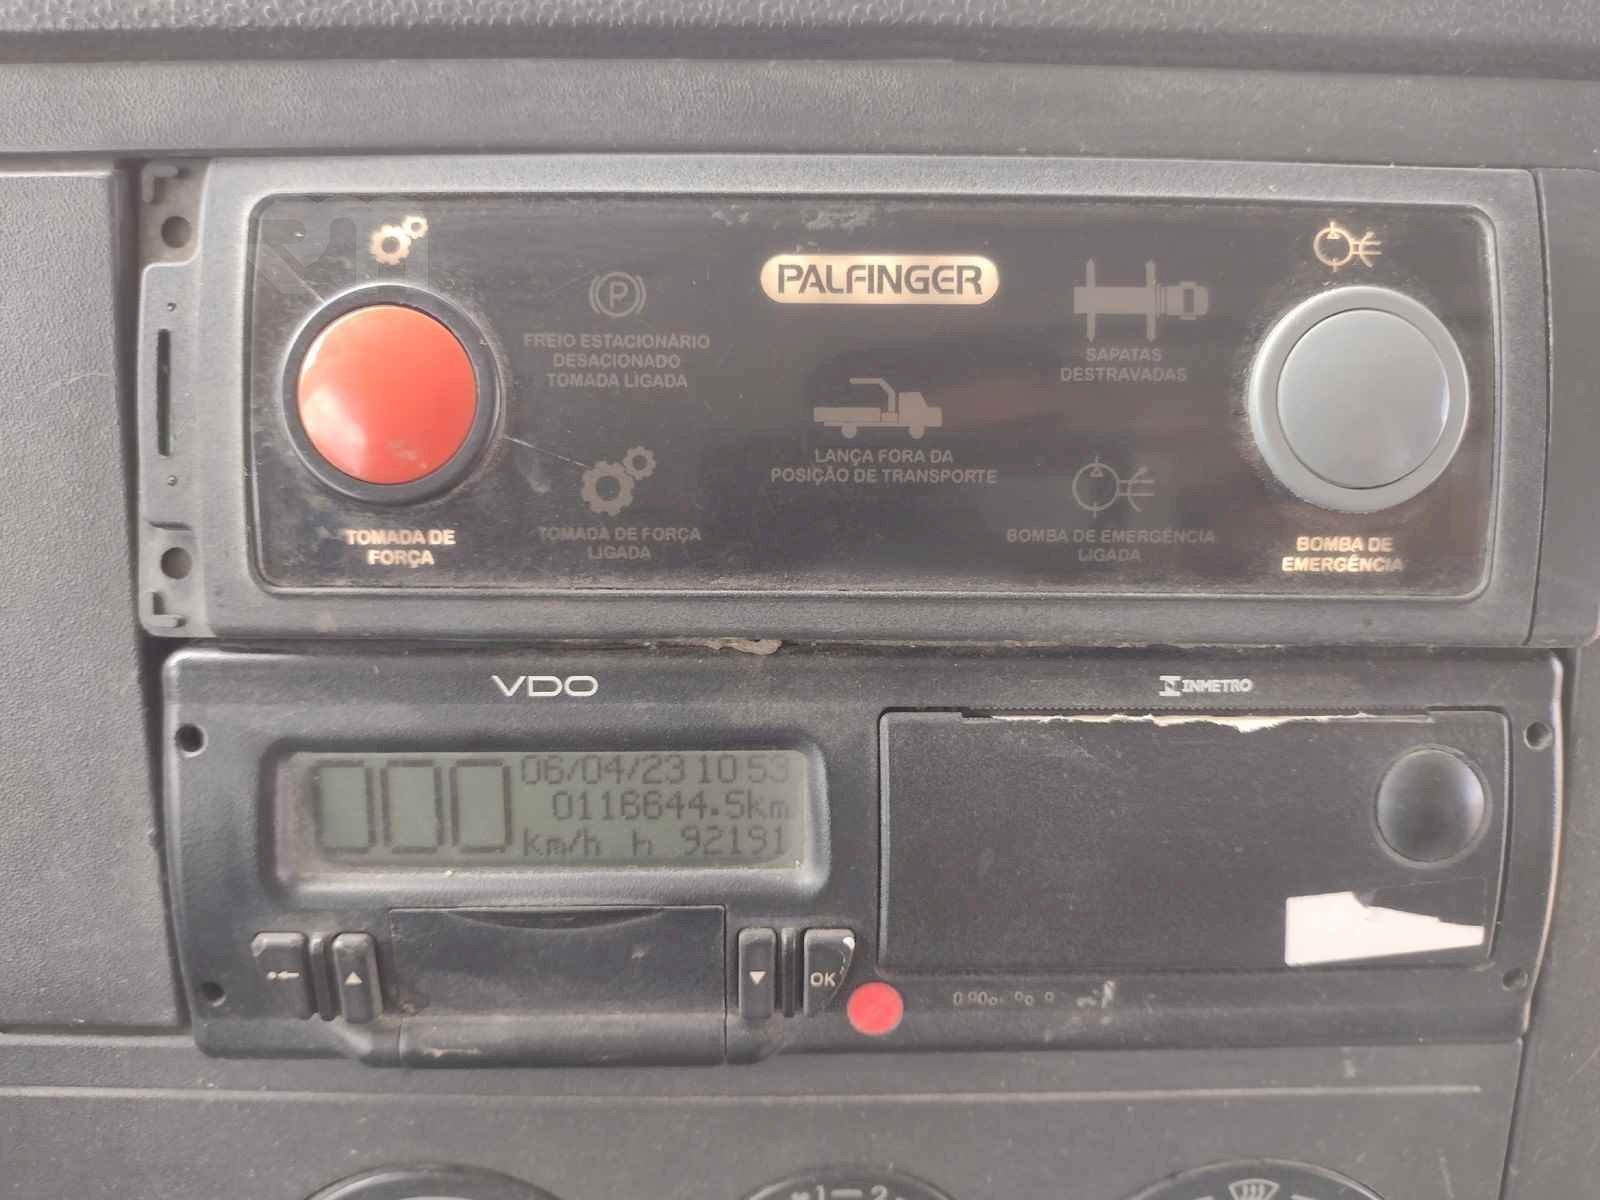 PALFINGER
FREIO ESTACIONÁRIO
DESACIONADO
TOMADA LIGADA
SAPATAS
DESTRAVADAS
LANÇA FORA DA
POSIÇÃO DE TRANSPORTE
TOMADA DE
FORÇA
TOMADA DE FORÇA
LIGADA
BOMBA DE EMERGÊNCIA
LIGADA
BOMBA DE
EMERGÊNCIA
VDO
INMETRO
000
06/04/23 10 53
0116644.5km
km/h h 92191
OK
1 2